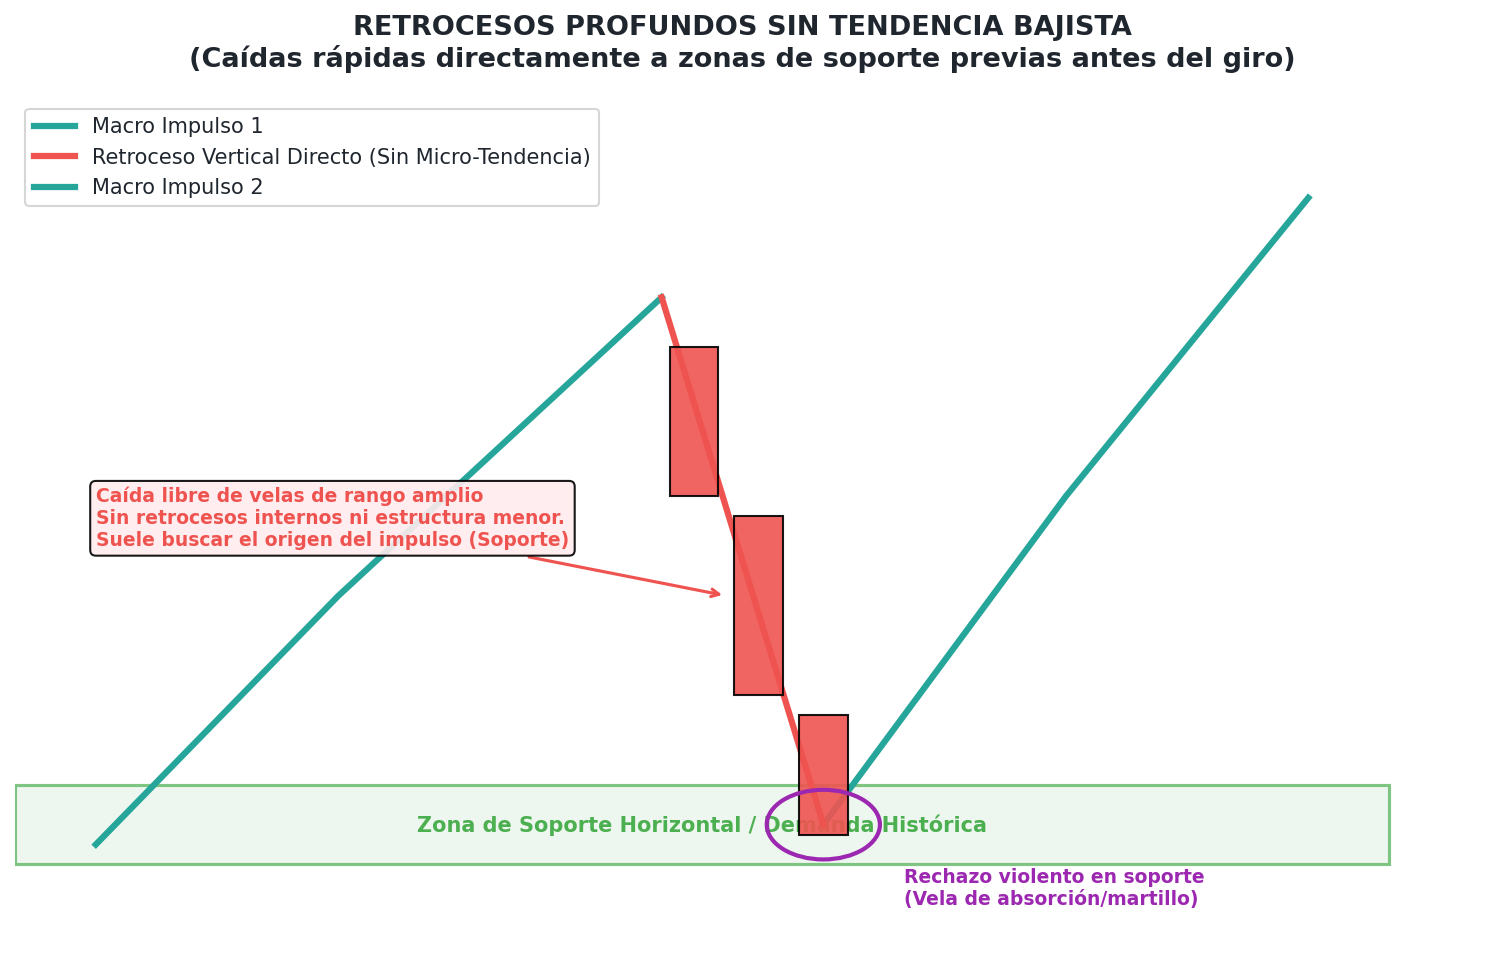 RETROCESOS PROFUNDOS SIN TENDENCIA BAJISTA
(Caídas rápidas directamente a zonas de soporte previas antes del giro)
Macro Impulso 1
Retroceso Vertical Directo (Sin Micro-Tendencia)
Macro Impulso 2
Caída libre de velas de rango amplio
Sin retrocesos internos ni estructura menor.
Suele buscar el origen del impulso (Soporte)
Zona de Soporte Horizontal / Demanda Histórica
Rechazo violento en soporte
(Vela de absorción/martillo)